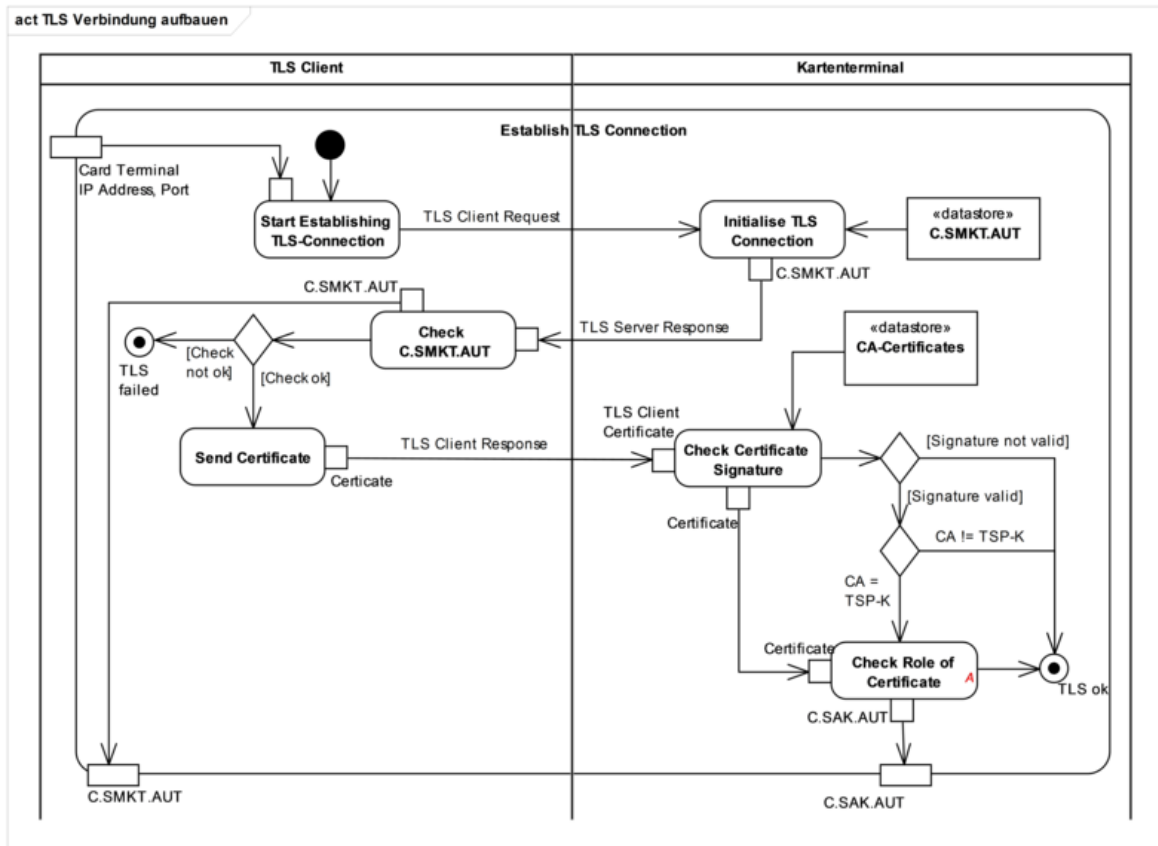 act TLS Verbindung aufbauen
TLS Client
Kartenterminal
Establish TLS Connection
Card Terminal
IP Address, Port
Start Establishing
TLS-Connection
TLS Client Request
Initialise TLS
Connection
«datastore»
C.SMKT.AUT
C.SMKT.AUT
C.SMKT.AUT
Check
C.SMKT.AUT
TLS Server Response
«datastore»
CA-Certificates
TLS
failed
[Check
not ok]
[Check ok]
Send Certificate
Certicate
TLS Client Response
TLS Client
Certificate
Check Certificate
Signature
[Signature not valid]
[Signature valid]
Certificate
CA != TSP-K
CA =
TSP-K
Certificate
Check Role of
Certificate
A
TLS ok
C.SAK.AUT
C.SMKT.AUT
C.SAK.AUT